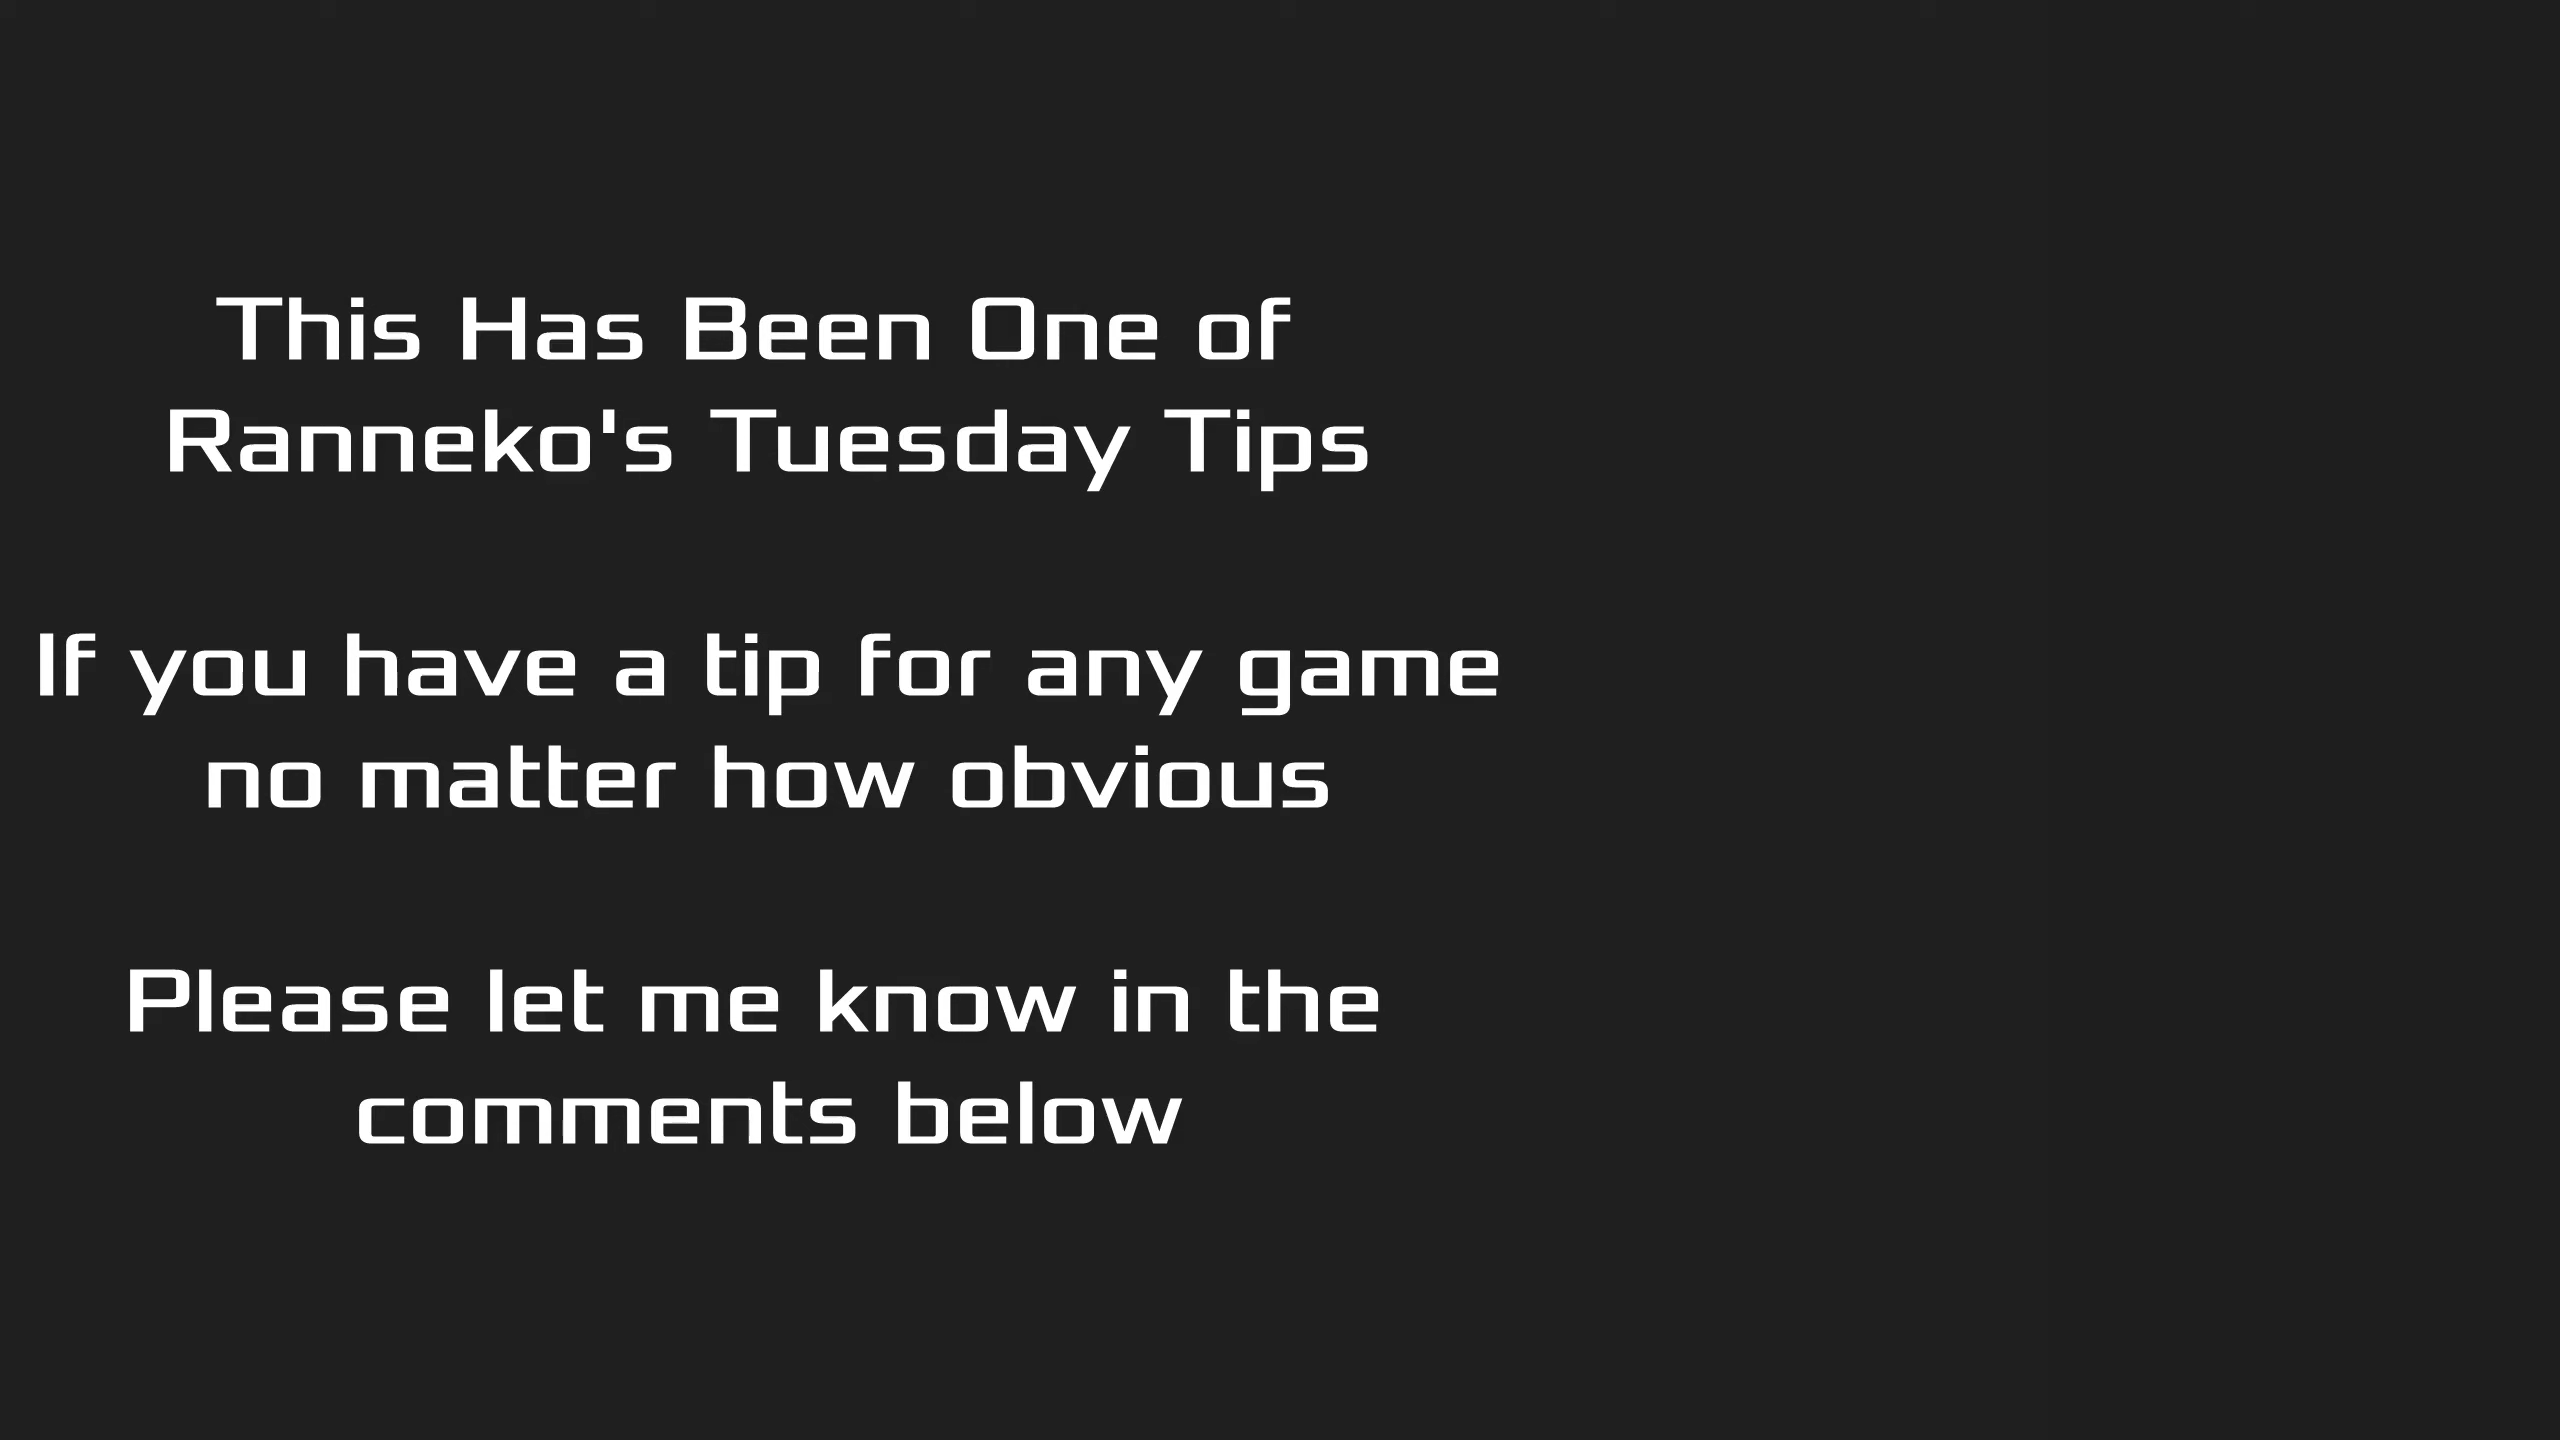 This Has Been One of
Ranneko's Tuesday Tips
If you have a tip for any game
no matter how obvious
Please let me know in the
comments below